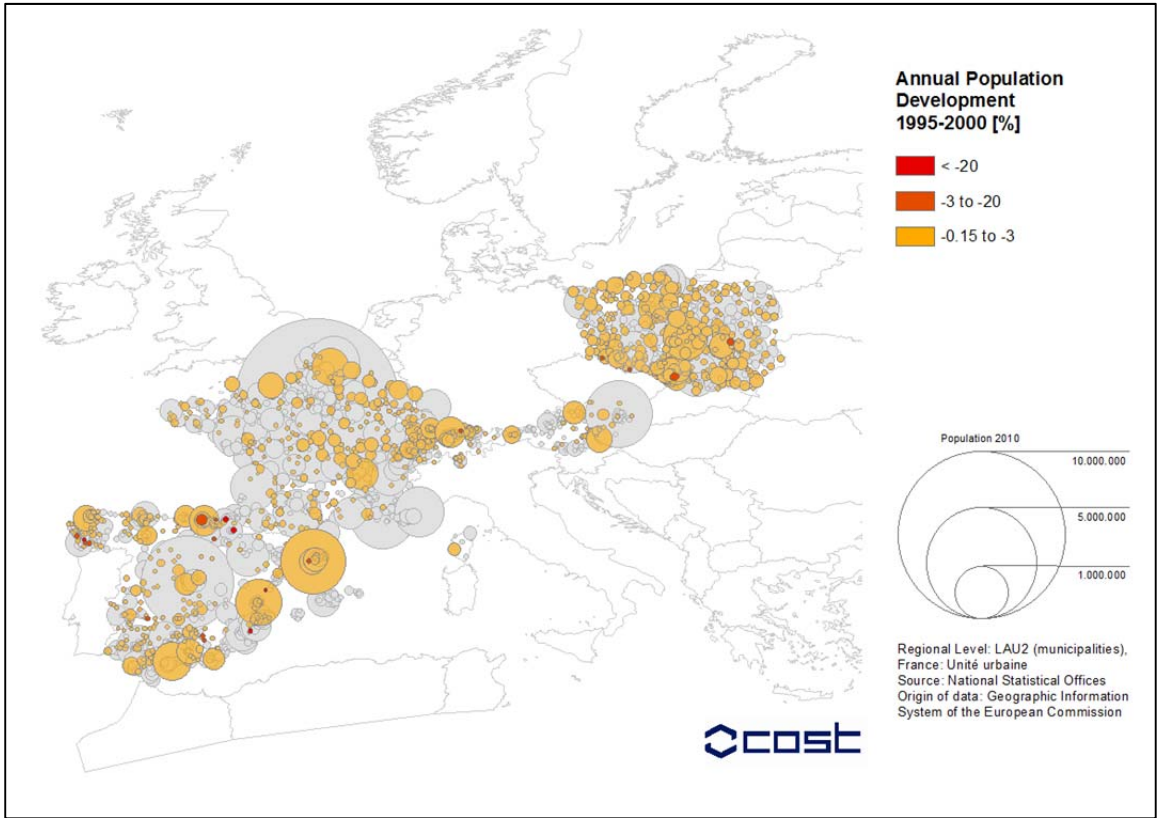 Annual Population
Development
1995-2000 [%]
< -20
-3 to -20
-0.15 to -3
Population 2010
10.000.000
5.000.000
1.000.000
Regional Level: LAU2 (municipalities),
France: Unité urbaine
Source: National Statistical Offices
Origin of data: Geographic Information
System of the European Commission
cost